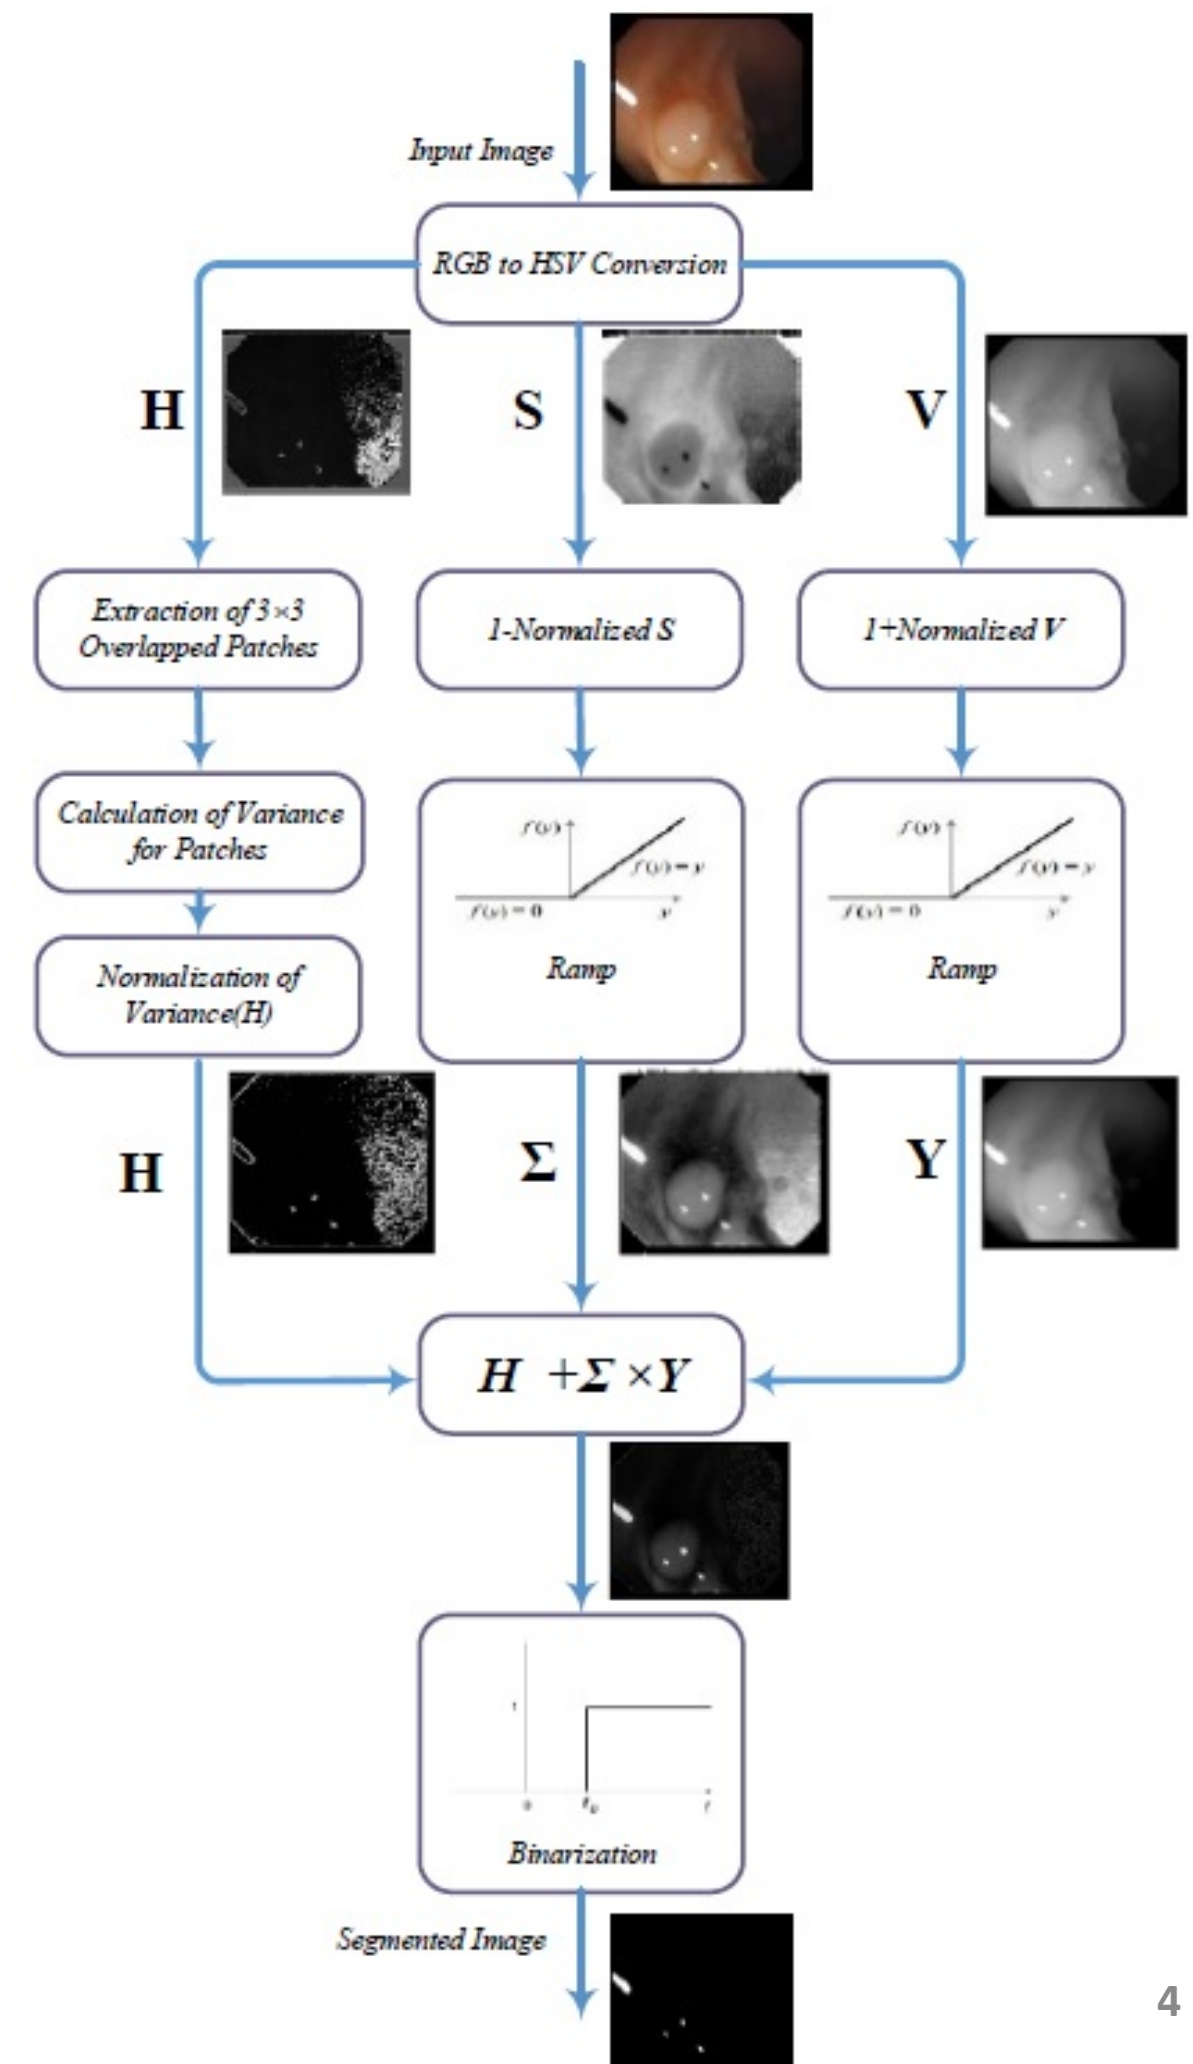 Input Image
RGB to HSV Conversion
H
S
V
Extraction of 3×3
Overlapped Patches
1-Normalized S
1+Normalized V
Calculation of Variance
for Patches
f(y)
f(y) = y
f(y) = 0
y
Ramp
f(y)
f(y) = y
f(y) = 0
y
Ramp
Normalization of
Variance(H)
H
Σ
Y
H +Σ ×Y
1
0
t₀
t
Binarization
Segmented Image
4